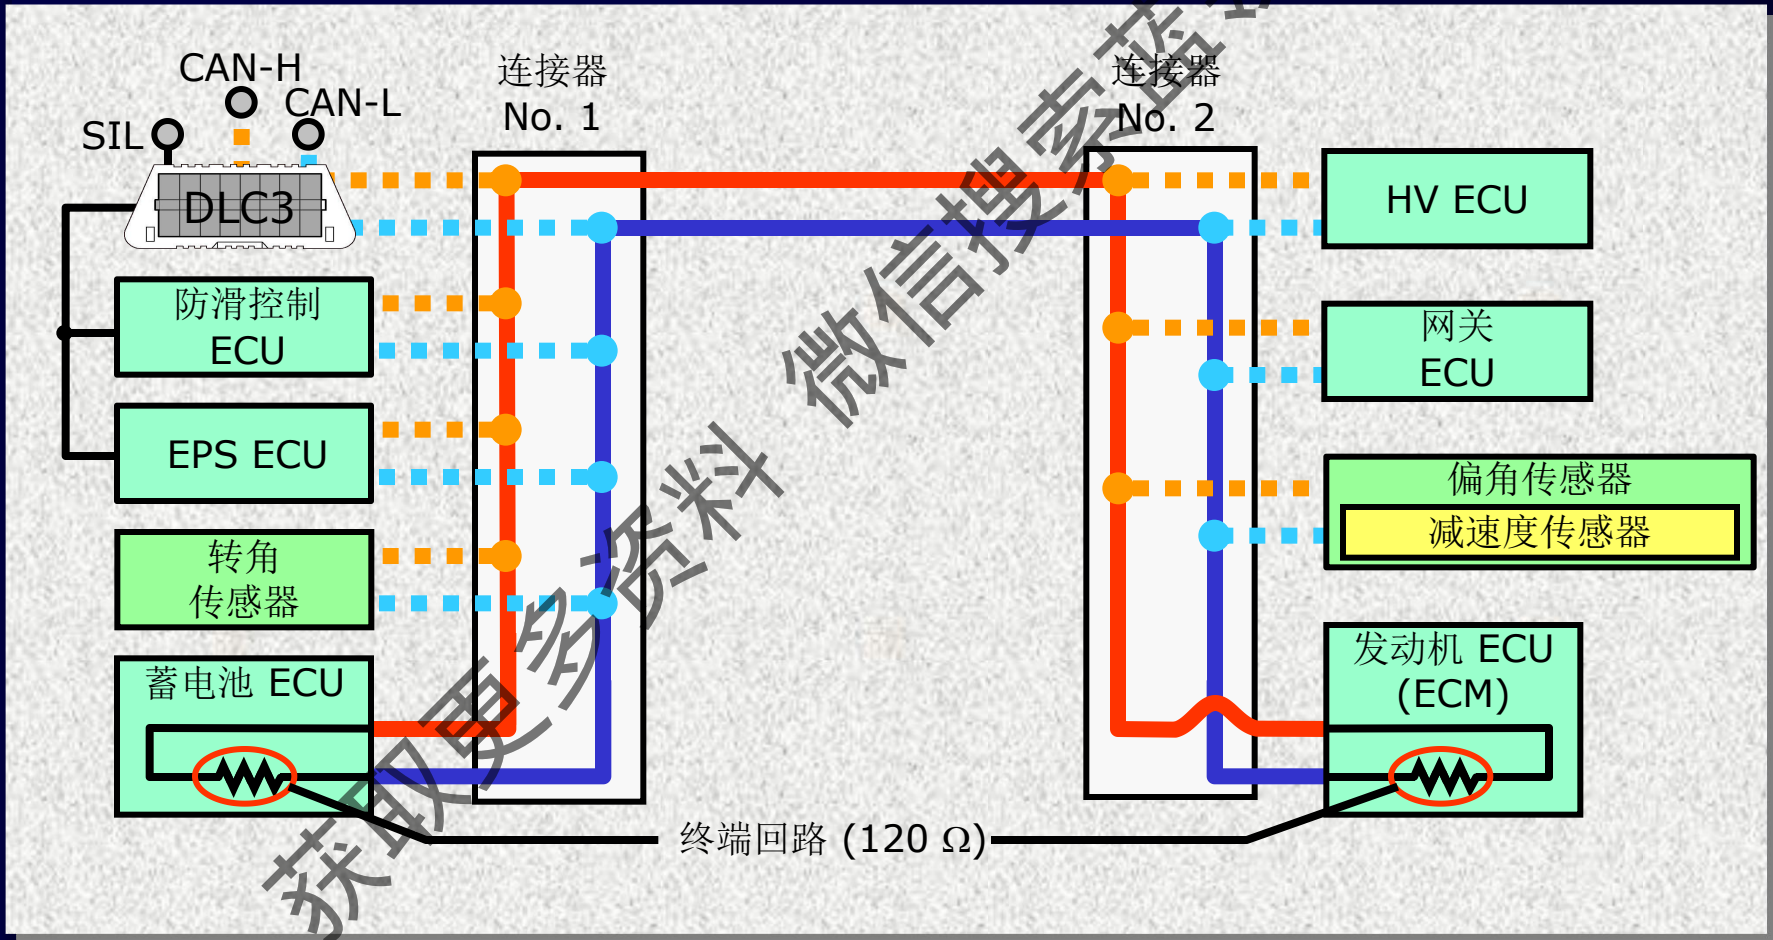 CAN-H
CAN-L
SIL
DLC3
连接器
No. 1
连接器
No. 2
防滑控制
ECU
EPS ECU
转角
传感器
蓄电池 ECU
HV ECU
网关
ECU
偏角传感器
减速度传感器
发动机 ECU
(ECM)
终端回路 (120 Ω)
获取更多资料 微信搜索蓝